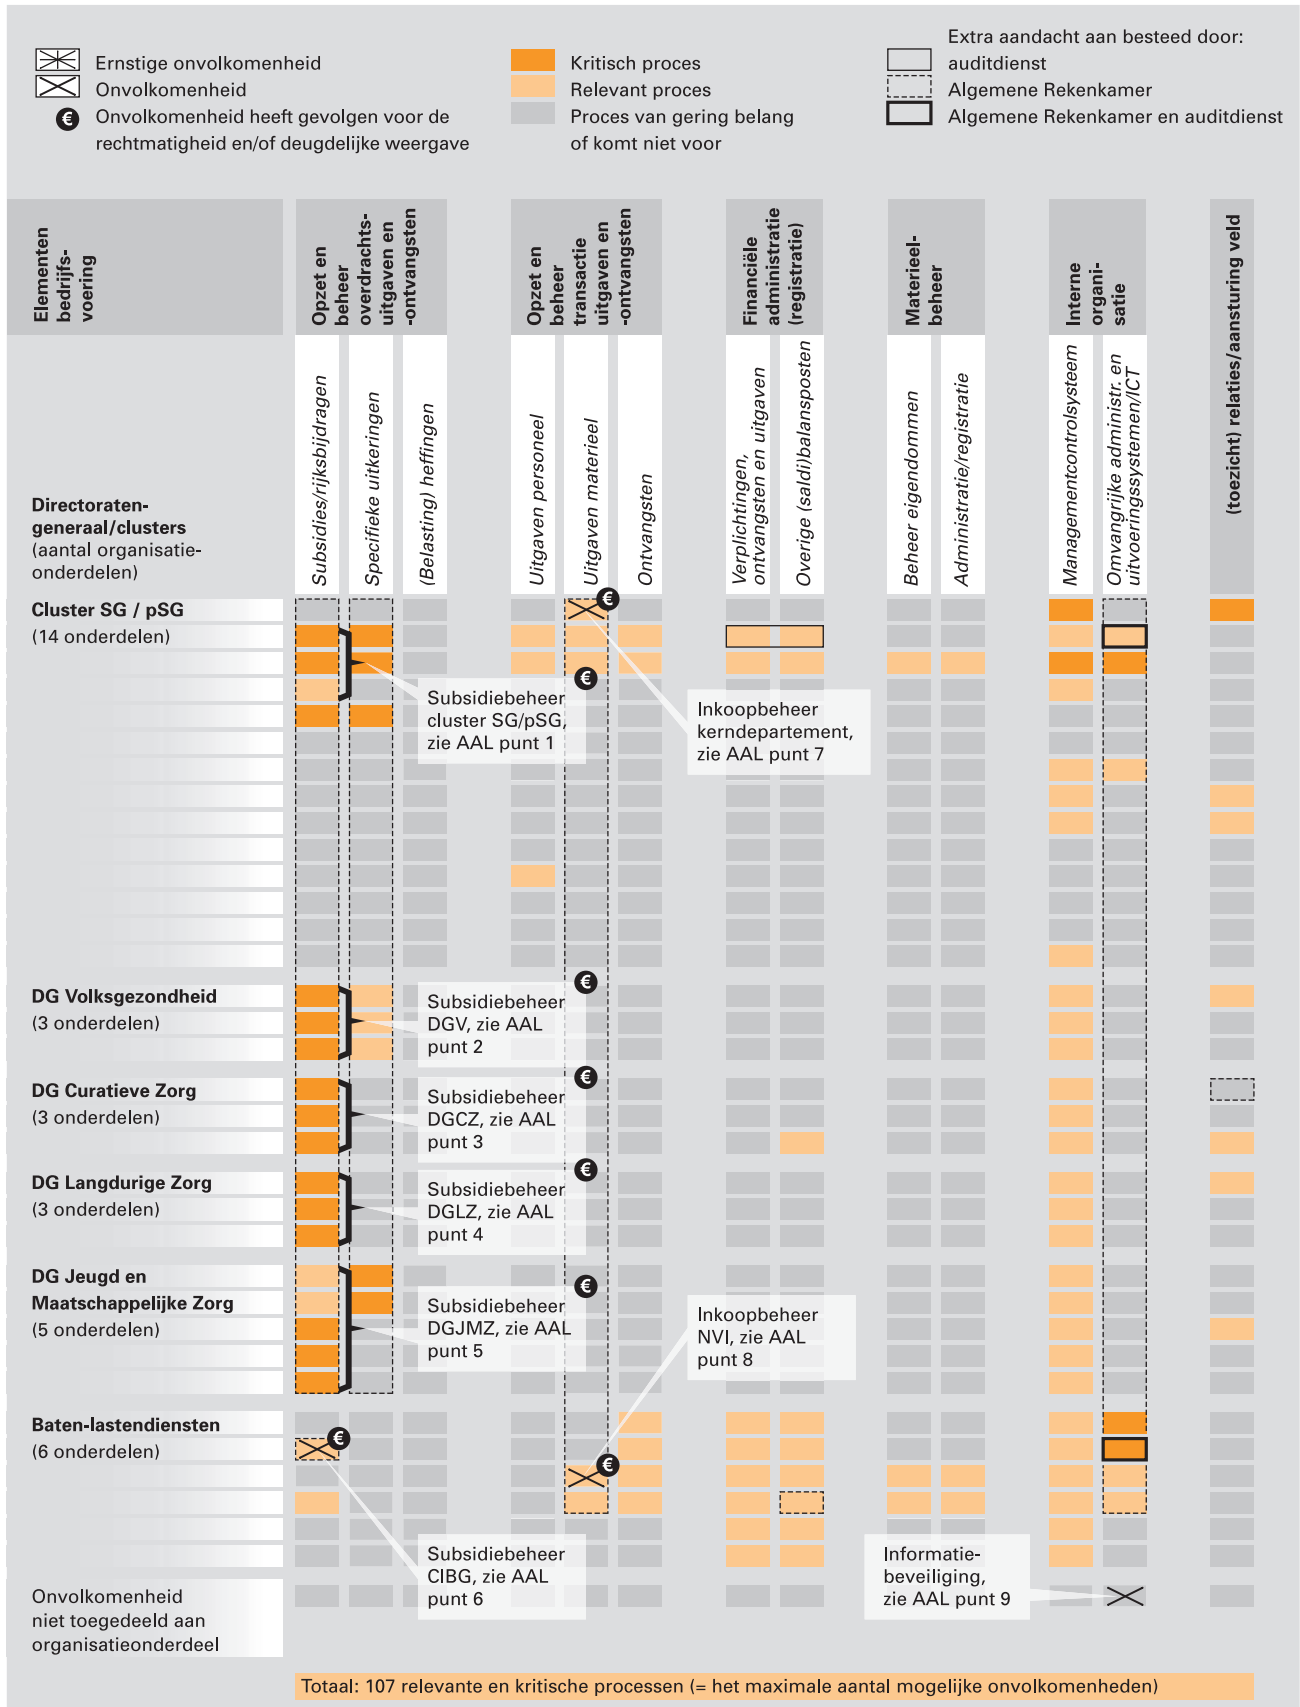 Ernstige onvolkomenheid
Onvolkomenheid
€ Onvolkomenheid heeft gevolgen voor de
rechtmatigheid en/of deugdelijke weergave
Kritisch proces
Relevant proces
Proces van gering belang
of komt niet voor
Extra aandacht aan besteed door:
auditdienst
Algemene Rekenkamer
Algemene Rekenkamer en auditdienst
Elementen
bedrijfs-
voering
Opzet en
beheer
overdrachts-
uitgaven en
-ontvangsten
Opzet en
beheer
transactie
uitgaven en
-ontvangsten
Financiële
administratie
(registratie)
Materieel-
beheer
Interne
organi-
satie
(toezicht) relaties/aansturing veld
Directoraten-
generaal/clusters
(aantal organisatie-
onderdelen)
Subsidies/rijksbijdragen
Specifieke uitkeringen
(Belasting) heffingen
Uitgaven personeel
Uitgaven materieel
Ontvangsten
Verplichtingen,
ontvangsten en uitgaven
Overige (saldi)balansposten
Beheer eigendommen
Administratie/registratie
Managementcontrolsysteem
Omvangrijke administr. en
uitvoeringssystemen/ICT
Cluster SG / pSG
(14 onderdelen)
€
€
Subsidiebeheer
cluster SG/pSG,
zie AAL punt 1
Inkoopbeheer
kerndepartement,
zie AAL punt 7
DG Volksgezondheid
(3 onderdelen)
€
Subsidiebeheer
DGV, zie AAL
punt 2
DG Curatieve Zorg
(3 onderdelen)
€
Subsidiebeheer
DGCZ, zie AAL
punt 3
DG Langdurige Zorg
(3 onderdelen)
€
Subsidiebeheer
DGLZ, zie AAL
punt 4
DG Jeugd en
Maatschappelijke Zorg
(5 onderdelen)
€
Subsidiebeheer
DGJMZ, zie AAL
punt 5
Inkoopbeheer
NVI, zie AAL
punt 8
Baten-lastendiensten
(6 onderdelen)
€
€
Subsidiebeheer
CIBG, zie AAL
punt 6
Informatie-
beveiliging,
zie AAL punt 9
Onvolkomenheid
niet toegedeeld aan
organisatieonderdeel
Totaal: 107 relevante en kritische processen (= het maximale aantal mogelijke onvolkomenheden)